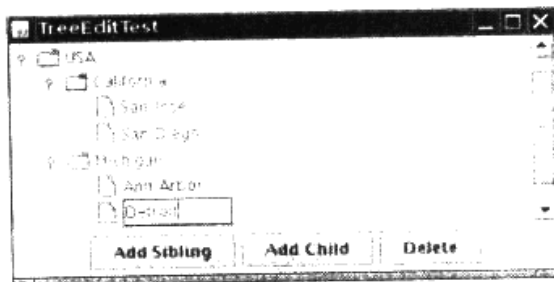 TreeEditTest
USA
California
San Jose
San Diego
Michigan
Ann Arbor
Detroit
Add Sibling Add Child Delete